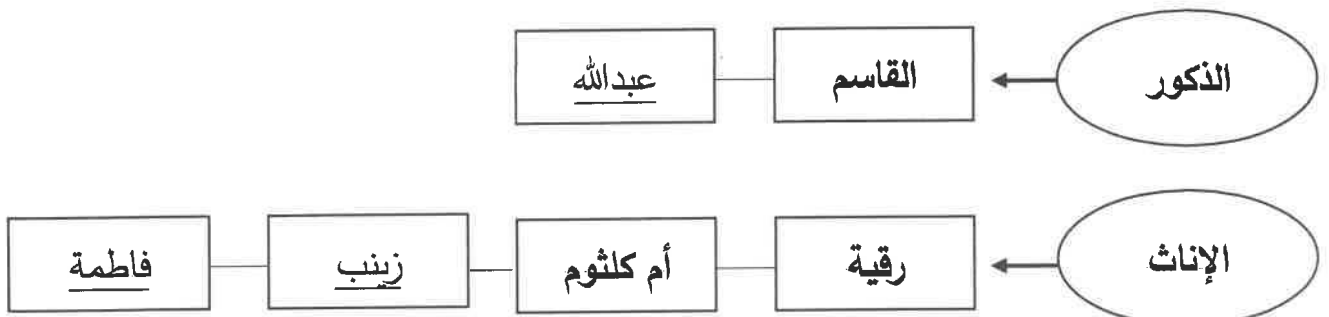 الذكور القاسم عبدالله
الإناث رقية أم كلثوم زينب فاطمة